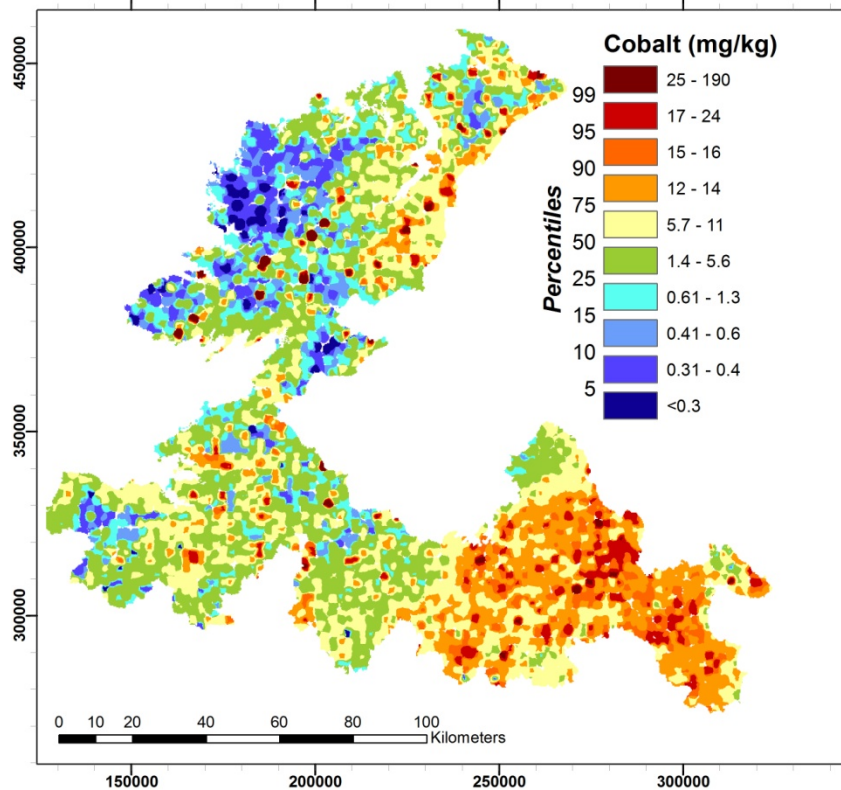 Cobalt (mg/kg)
Percentiles
99
95
90
75
50
25
15
10
5
25 - 190
17 - 24
15 - 16
12 - 14
5.7 - 11
1.4 - 5.6
0.61 - 1.3
0.41 - 0.6
0.31 - 0.4
<0.3
450000
400000
350000
300000
0 10 20 40 60 80 100
Kilometers
150000 200000 250000 300000